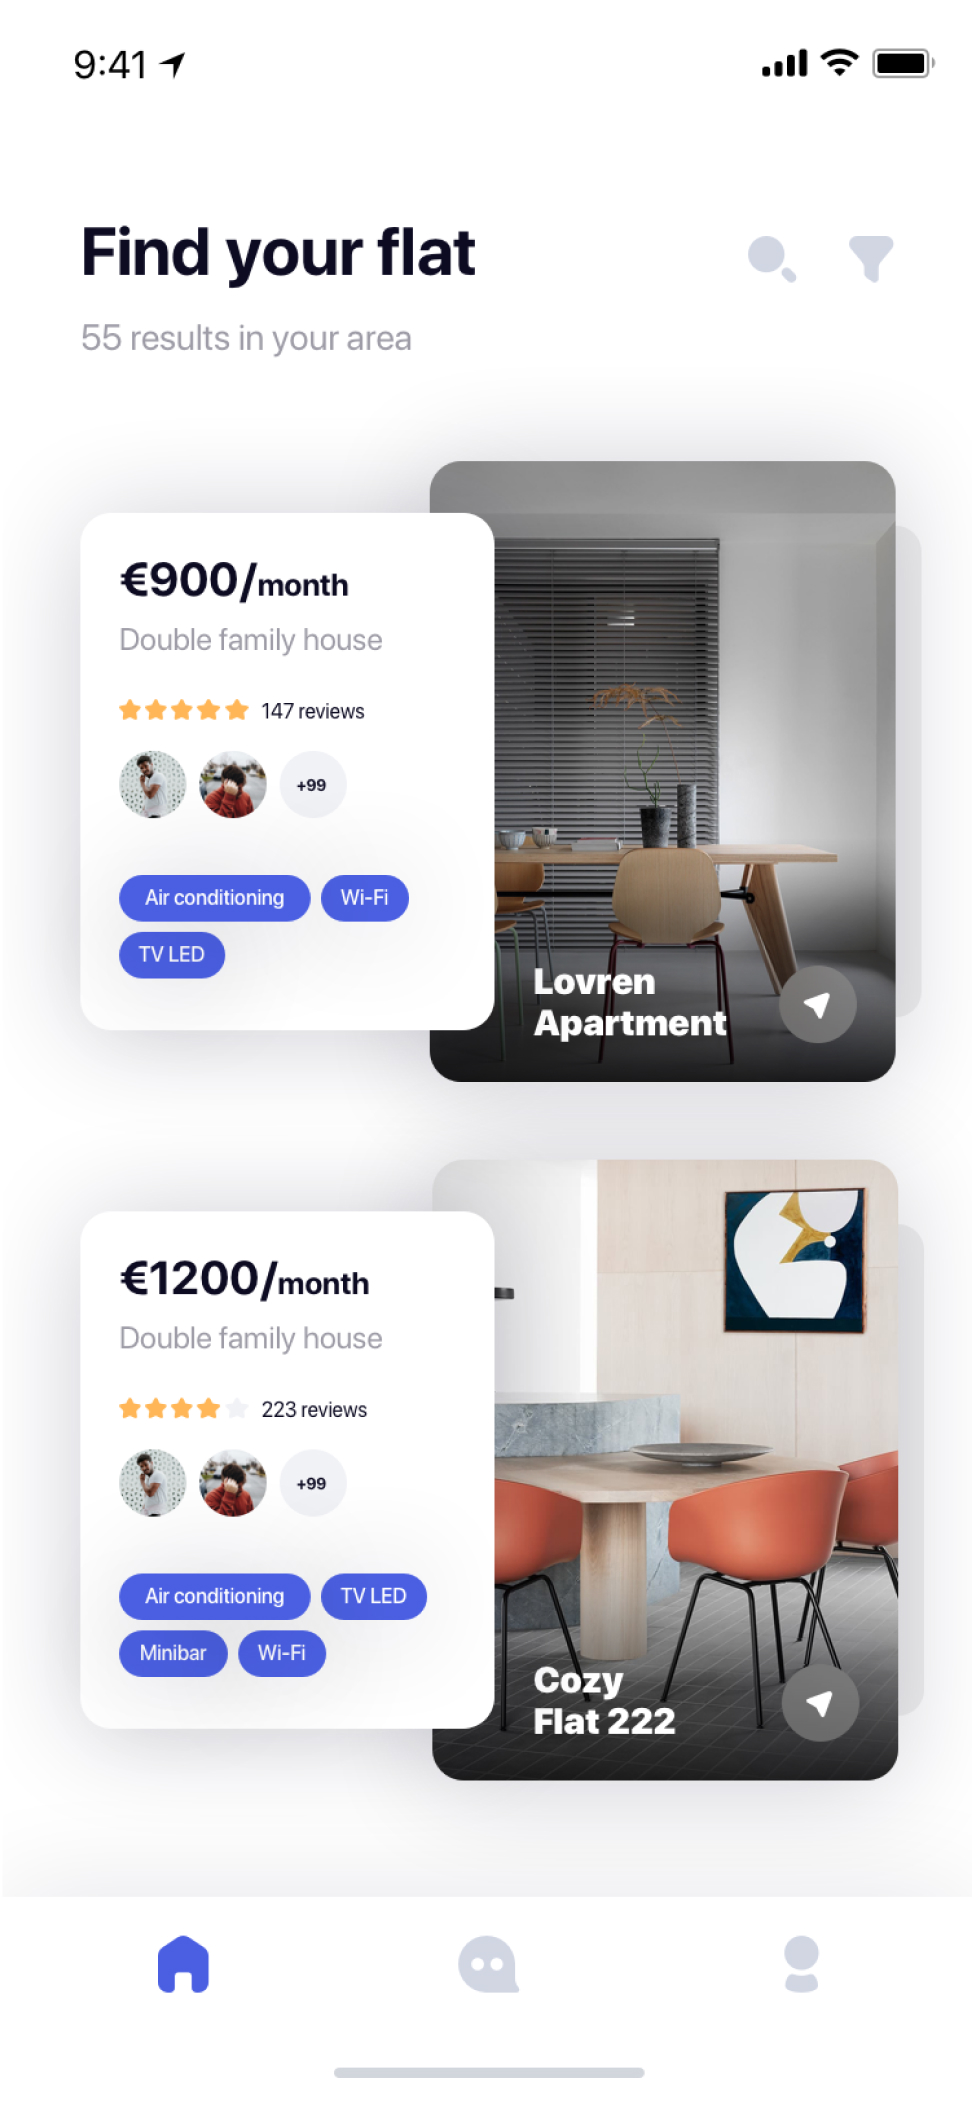 9:41
Find your flat
55 results in your area
€900/month
Double family house
147 reviews
+99
Air conditioning
Wi-Fi
TV LED
Lovren
Apartment
€1200/month
Double family house
223 reviews
+99
Air conditioning
TV LED
Minibar
Wi-Fi
Cozy
Flat 222